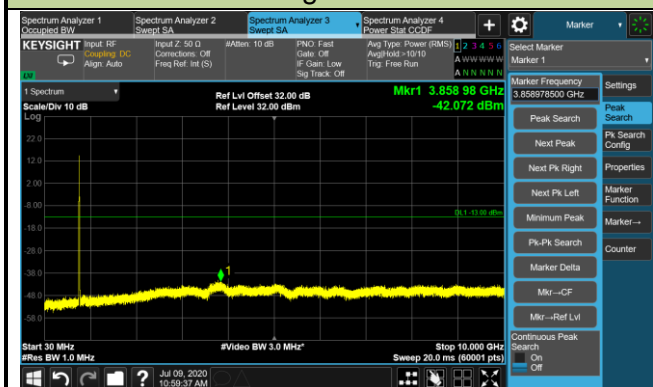 Spectrum Analyzer 1
Occupied BW
Spectrum Analyzer 2
Swept SA
Spectrum Analyzer 3
Swept SA
Spectrum Analyzer 4
Power Stat CCDF
+
Marker
KEYSIGHT
Input: RF
Coupling: DC
Align: Auto
Input Z: 50 Ω
Corrections: Off
Freq Ref: Int (S)
#Atten: 10 dB
PNO: Fast
Gate: Off
IF Gain: Low
Sig Track: Off
Avg Type: Power (RMS)
Avg|Hold:>10/10
Trig: Free Run
1 2 3 4 5 6
A W W W W W
A N N N N N
Select Marker
Marker 1
LW
1 Spectrum
Scale/Div 10 dB
Log
Ref Lvl Offset 32.00 dB
Ref Level 32.00 dBm
Mkr1 3.858 98 GHz
-42.072 dBm
Marker Frequency
3.858978500 GHz
Settings
Peak Search
Next Peak
Next Pk Right
Next Pk Left
Minimum Peak
Pk-Pk Search
Marker Delta
Mkr→CF
Mkr→Ref Lvl
Continuous Peak
Search
On
Off
Peak
Search
Pk Search
Config
Properties
Marker
Function
Marker→
Counter
22.0
12.0
2.00
-8.00
-18.0
-28.0
-38.0
-48.0
-58.0
DL1 -13.00 dBm
1
Start 30 MHz
#Res BW 1.0 MHz
#Video BW 3.0 MHz*
Stop 10.000 GHz
Sweep 20.0 ms (60001 pts)
?
Jul 09, 2020
10:59:37 AM